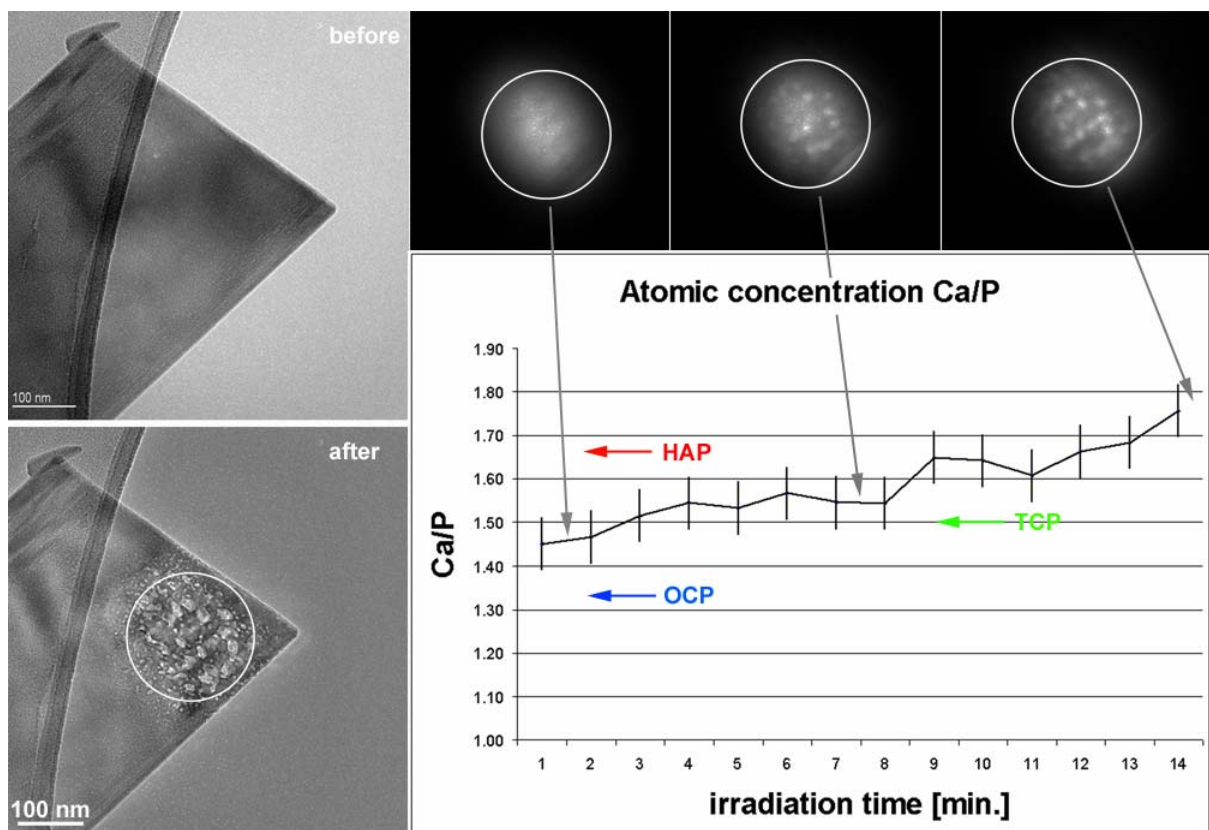 before
100 nm
after
100 nm
Atomic concentration Ca/P
Ca/P
1.90
1.80
1.70
1.60
1.50
1.40
1.30
1.20
1.10
1.00
HAP
TCP
OCP
1 2 3 4 5 6 7 8 9 10 11 12 13 14
irradiation time [min.]